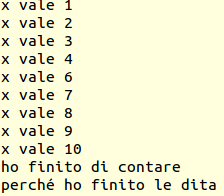 x vale 1
x vale 2
x vale 3
x vale 4
x vale 6
x vale 7
x vale 8
x vale 9
x vale 10
ho finito di contare
perché ho finito le dita